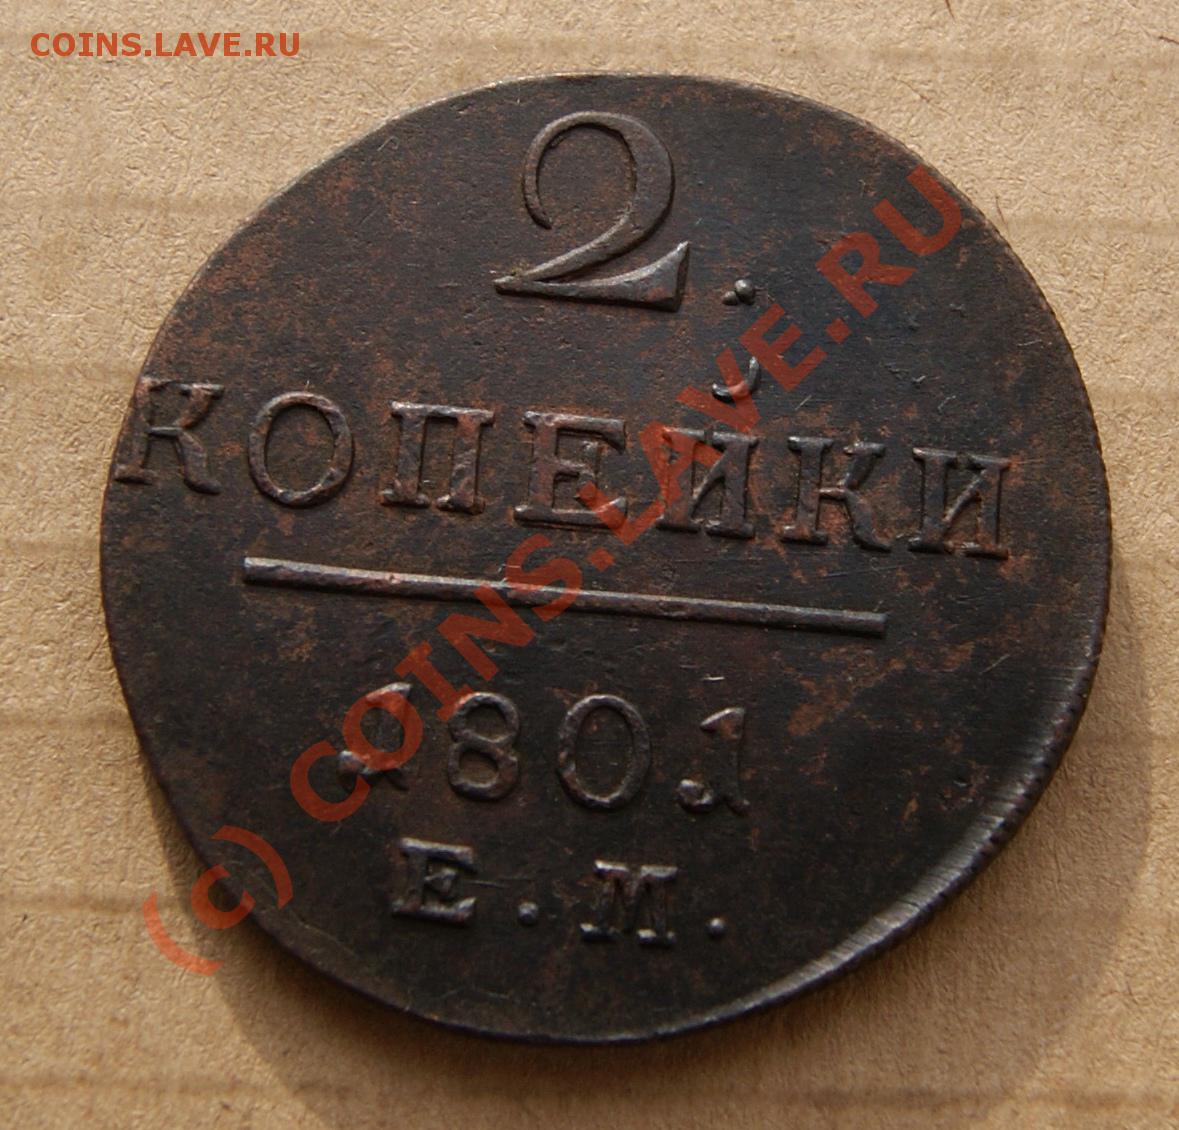 COINS.LAVE.RU
2.
КОПЕЙКИ
1801
Е.М.
(c) COINS.LAVE.RU